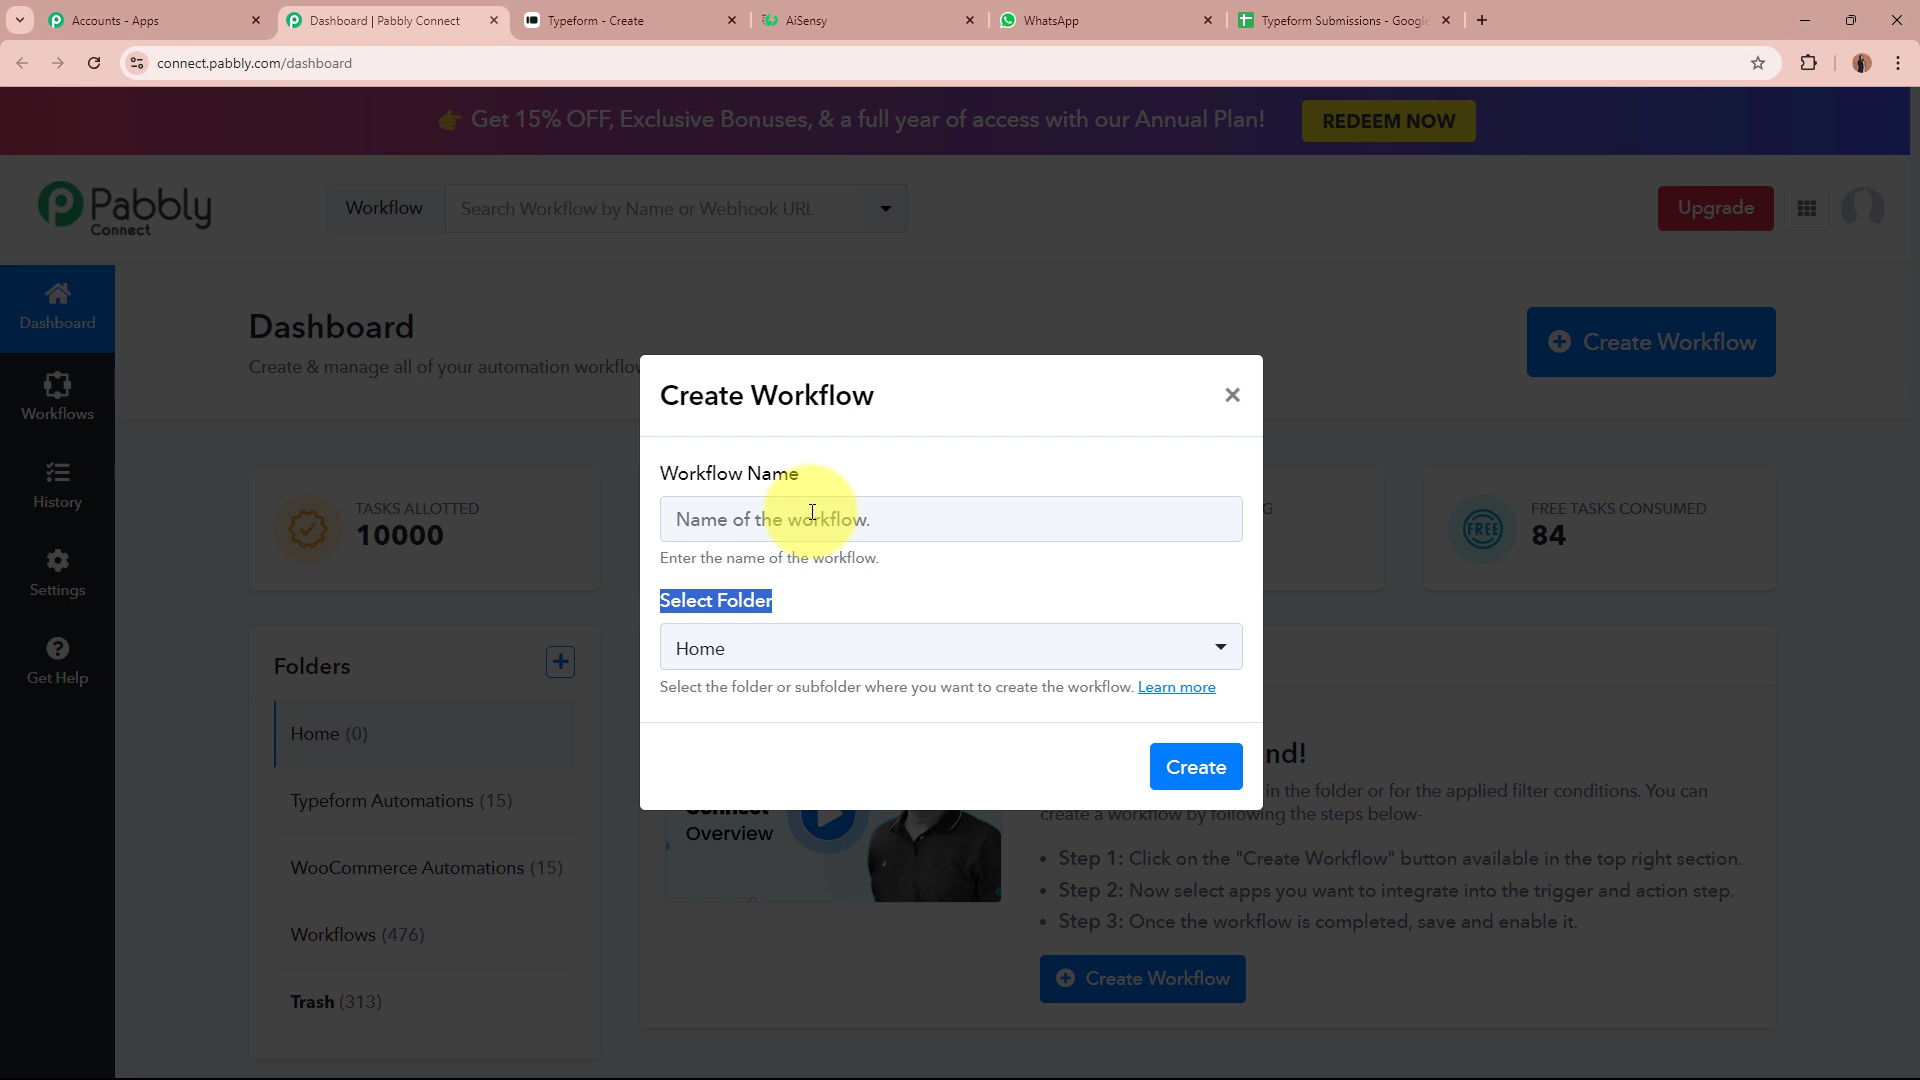 Accounts - Apps
Dashboard | Pabbly Connect
Typeform - Create
AiSensy
WhatsApp
Typeform Submissions - Google
connect.pabbly.com/dashboard
👉 Get 15% OFF, Exclusive Bonuses, & a full year of access with our Annual Plan!
REDEEM NOW
Pabbly
Connect
Workflow
Search Workflow by Name or Webhook URL
Upgrade
Dashboard
Workflows
History
Settings
Get Help
Dashboard
Create & manage all of your automation workflow
Create Workflow
TASKS ALLOTTED
10000
G
FREE TASKS CONSUMED
84
FREE
Folders
Home (0)
Typeform Automations (15)
WooCommerce Automations (15)
Workflows (476)
Trash (313)
Create Workflow
Workflow Name
Name of the workflow.
Enter the name of the workflow.
Select Folder
Home
Select the folder or subfolder where you want to create the workflow. Learn more
Create
Connect
Overview
nd!
in the folder or for the applied filter conditions. You can
create a workflow by following the steps below-
• Step 1: Click on the "Create Workflow" button available in the top right section.
• Step 2: Now select apps you want to integrate into the trigger and action step.
• Step 3: Once the workflow is completed, save and enable it.
Create Workflow